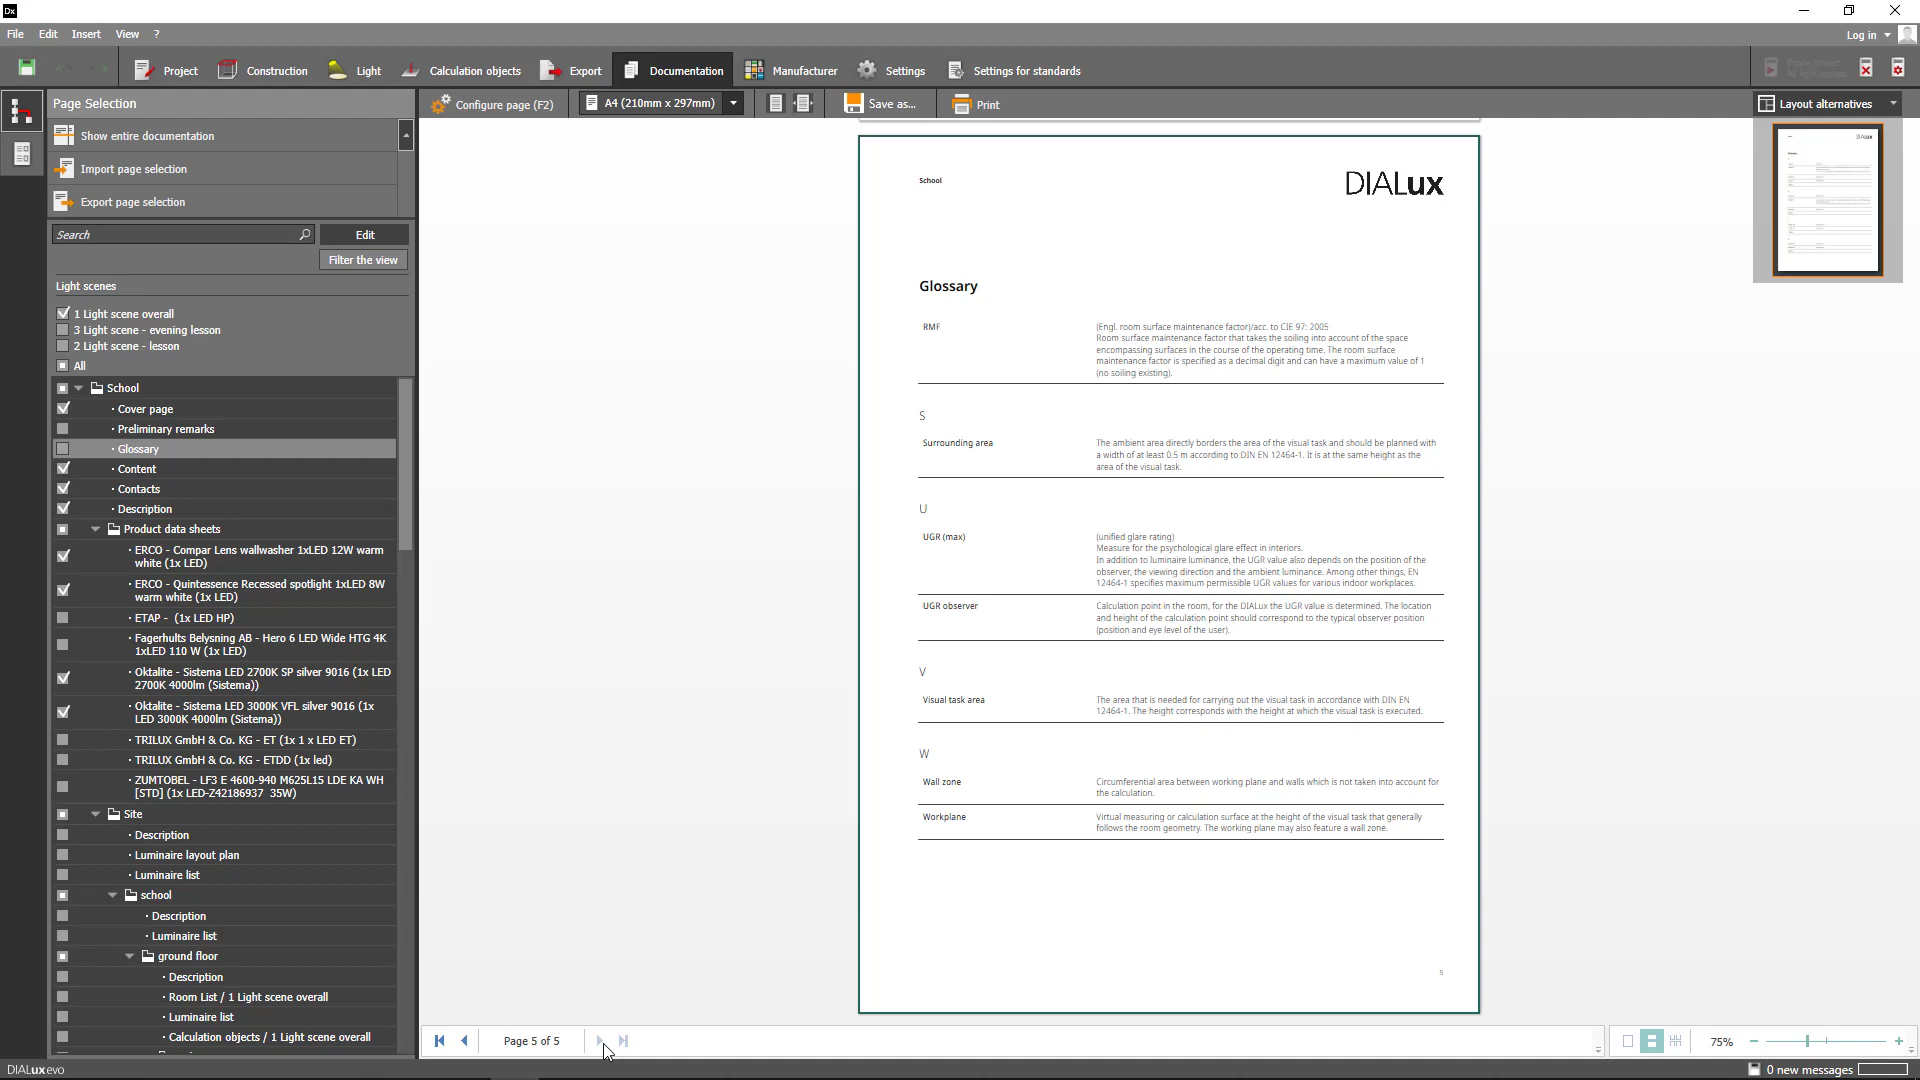 Dx
File Edit Insert View ?
Log in
Project Construction Light Calculation objects Export Documentation Manufacturer Settings Settings for standards
Page Selection
Configure page (F2) A4 (210mm x 297mm) Save as... Print Layout alternatives
Show entire documentation
Import page selection
Export page selection
Search Edit
Filter the view
Light scenes
1 Light scene overall
3 Light scene - evening lesson
2 Light scene - lesson
All
School
Cover page
Preliminary remarks
Glossary
Content
Contacts
Description
Product data sheets
ERCO - Compar Lens wallwasher 1xLED 12W warm
white (1x LED)
ERCO - Quintessence Recessed spotlight 1xLED 8W
warm white (1x LED)
ETAP - (1x LED HP)
Fagerhults Belysning AB - Hero 6 LED Wide HTG 4K
1xLED 110 W (1x LED)
Oktalite - Sistema LED 2700K SP silver 9016 (1x LED
2700K 4000lm (Sistema))
Oktalite - Sistema LED 3000K VFL silver 9016 (1x
LED 3000K 4000lm (Sistema))
TRILUX GmbH & Co. KG - ET (1x 1 x LED ET)
TRILUX GmbH & Co. KG - ETDD (1x led)
ZUMTOBEL - LF3 E 4600-940 M625L15 LDE KA WH
[STD] (1x LED-Z42186937 35W)
Site
Description
Luminaire layout plan
Luminaire list
school
Description
Luminaire list
ground floor
Description
Room List / 1 Light scene overall
Luminaire list
Calculation objects / 1 Light scene overall
School
DIALux
Glossary
RMF (Engl. room surface maintenance factor)/acc. to CIE 97: 2005
Room surface maintenance factor that takes the soiling into account of the space
encompassing surfaces in the course of the operating time. The room surface
maintenance factor is specified as a decimal digit and can have a maximum value of 1
(no soiling existing).
S
Surrounding area The ambient area directly borders the area of the visual task and should be planned with
a width of at least 0.5 m according to DIN EN 12464-1. It is at the same height as the
area of the visual task.
U
UGR (max) (unified glare rating)
Measure for the psychological glare effect in interiors.
In addition to luminaire luminance, the UGR value also depends on the position of the
observer, the viewing direction and the ambient luminance. Among other things, EN
12464-1 specifies maximum permissible UGR values for various indoor workplaces.
UGR observer Calculation point in the room, for the DIALux the UGR value is determined. The location
and height of the calculation point should correspond to the typical observer position
(position and eye level of the user).
V
Visual task area The area that is needed for carrying out the visual task in accordance with DIN EN
12464-1. The height corresponds with the height at which the visual task is executed.
W
Wall zone Circumferential area between working plane and walls which is not taken into account for
the calculation.
Workplane Virtual measuring or calculation surface at the height of the visual task that generally
follows the room geometry. The working plane may also feature a wall zone.
5
Page 5 of 5
75%
DIALux evo
0 new messages